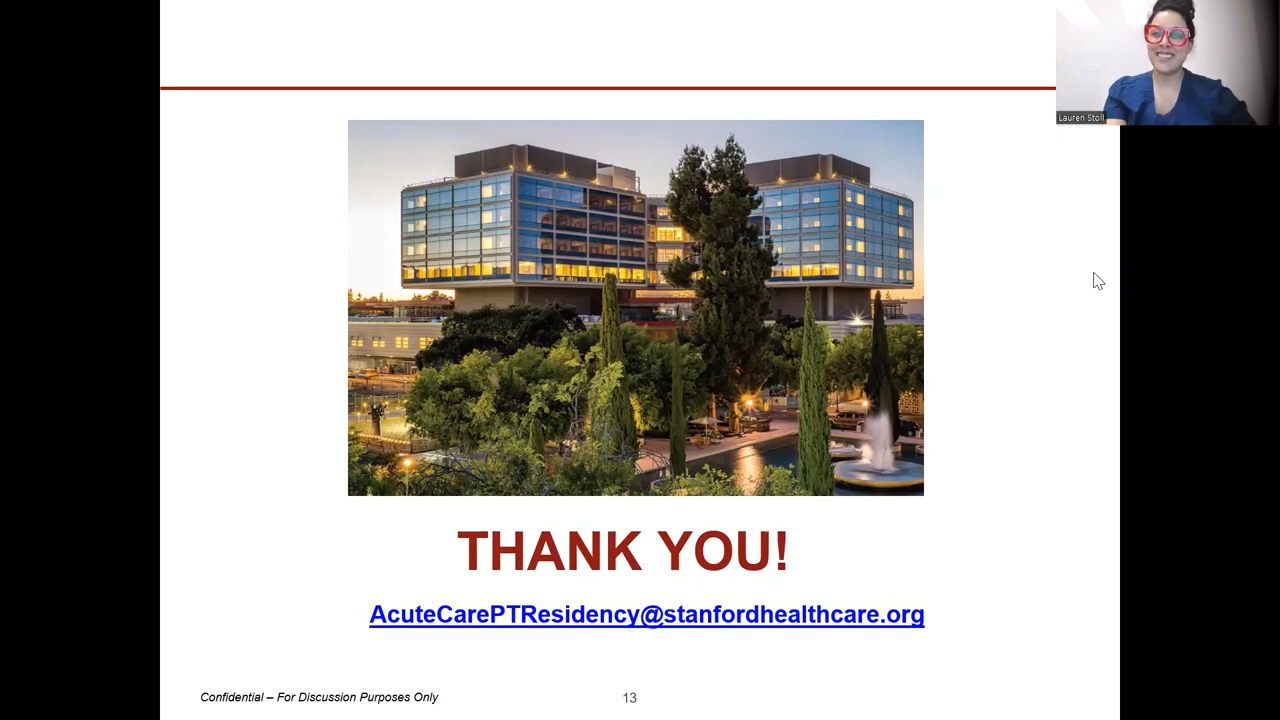 Lauren Stoll
THANK YOU!
AcuteCarePTResidency@stanfordhealthcare.org
Confidential – For Discussion Purposes Only
13